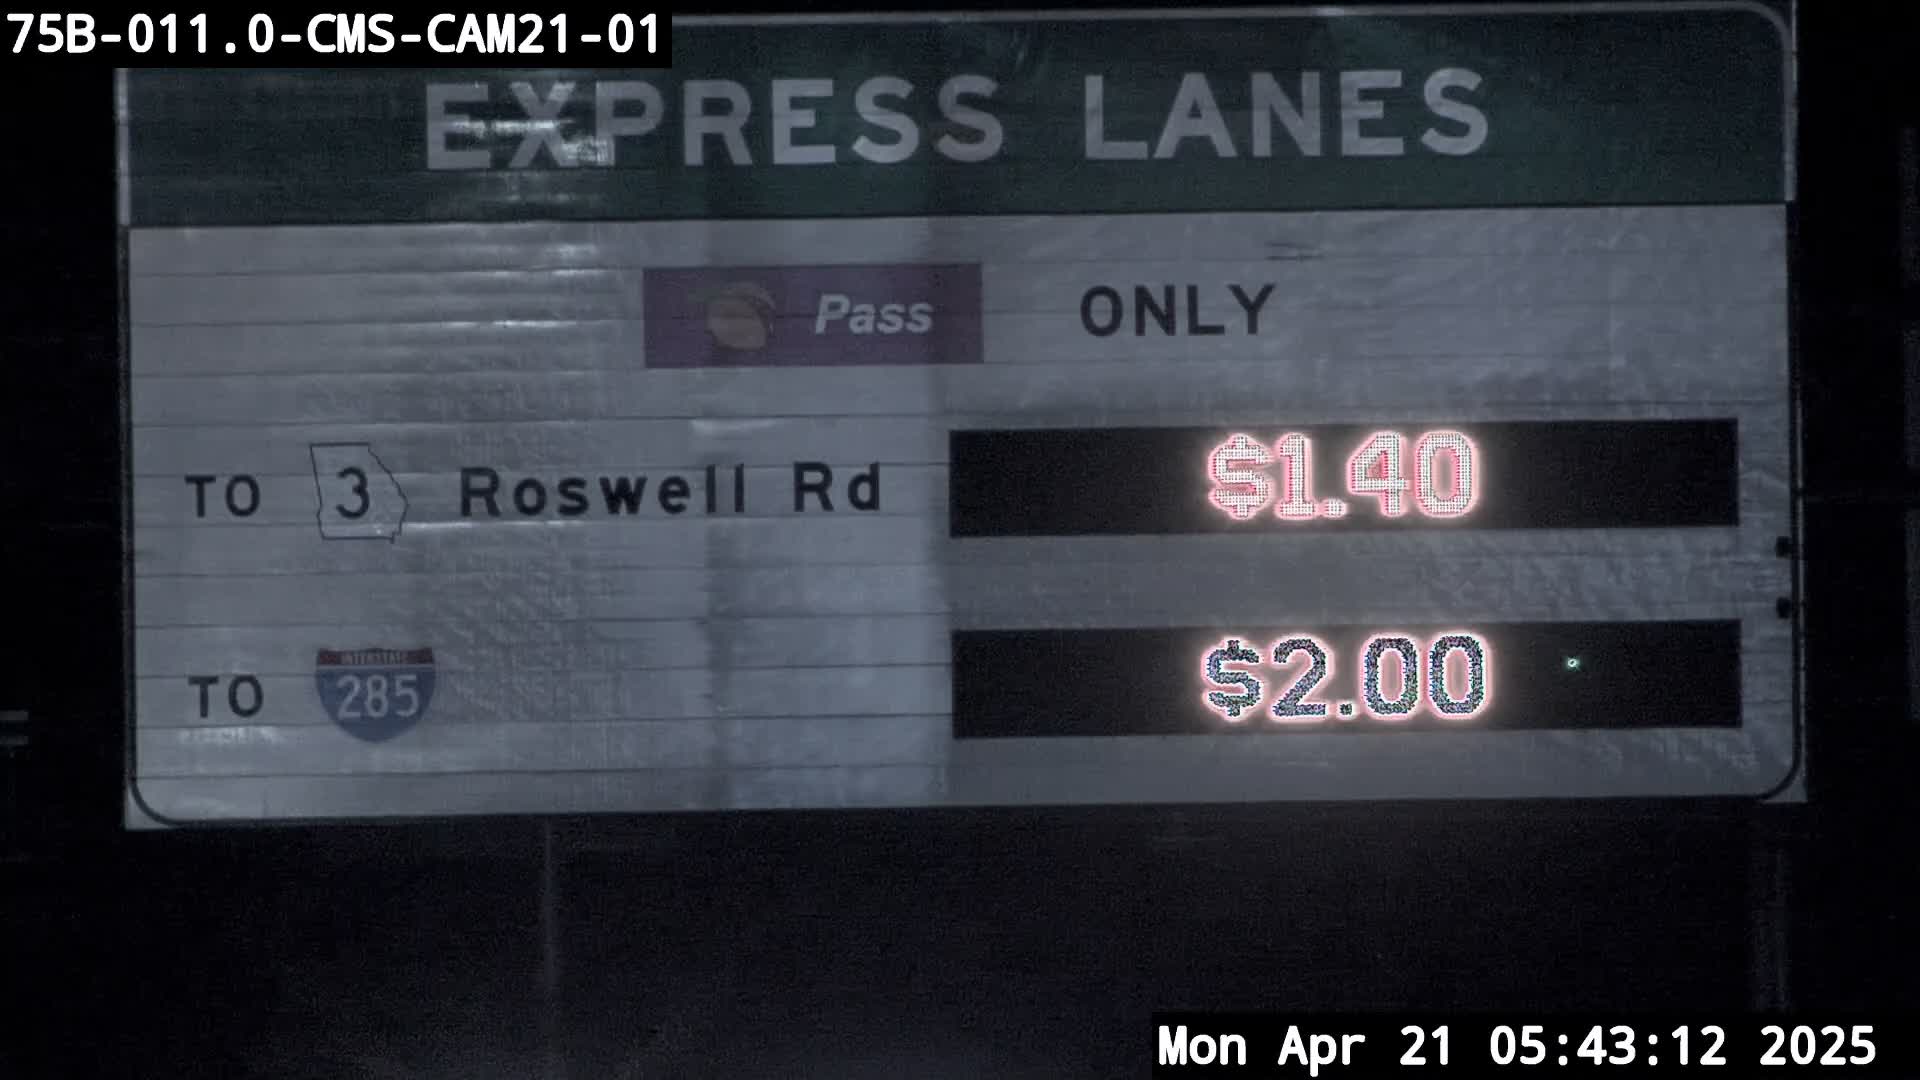 75B-011.0-CMS-CAM21-01
EXPRESS LANES
Pass ONLY
TO 3 Roswell Rd $1.40
TO INTERSTATE 285 $2.00
Mon Apr 21 05:43:12 2025